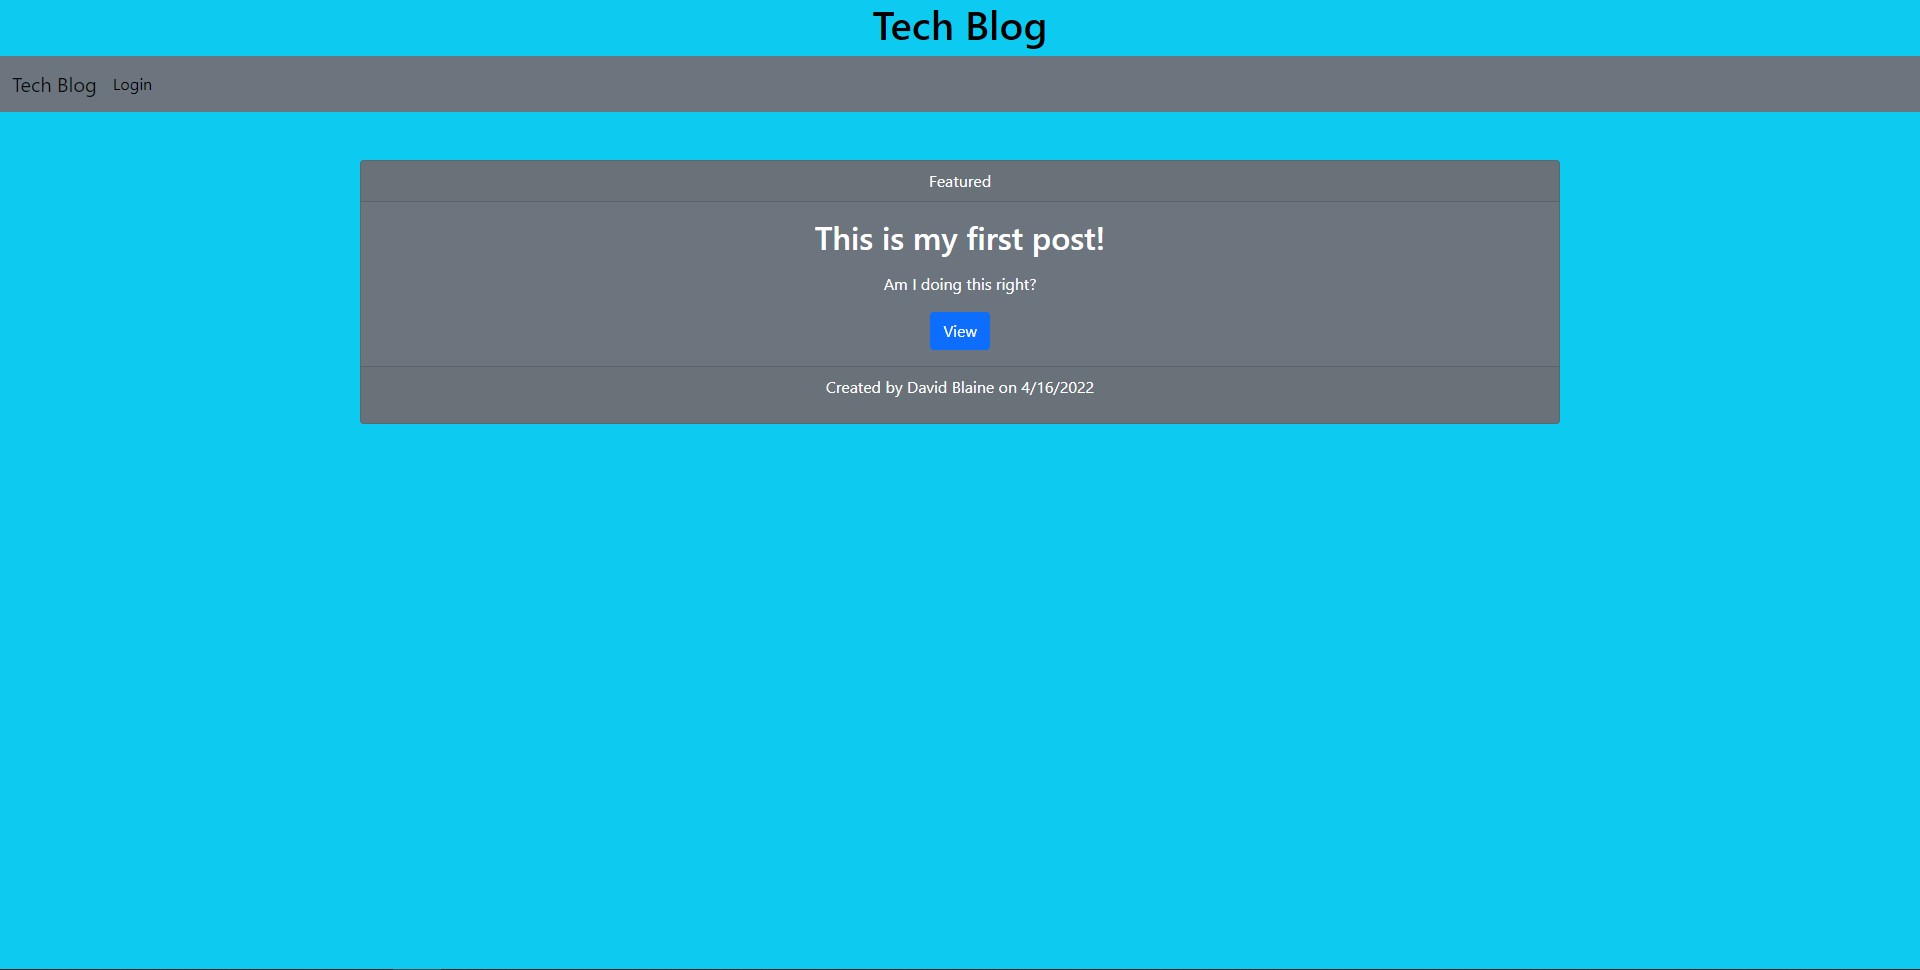 Tech Blog
Tech Blog Login
Featured
This is my first post!
Am I doing this right?
View
Created by David Blaine on 4/16/2022